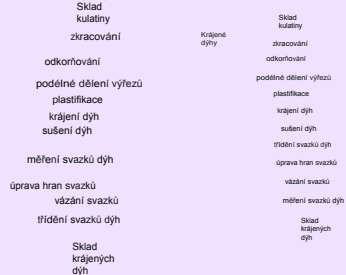 Sklad
kulatiny
zkracování
odkorňování
podélné dělení výřezů
plastifikace
krájení dýh
sušení dýh
měření svazků dýh
úprava hran svazků
vázání svazků
třídění svazků dýh
Sklad
krájených
dýh
Krájené
dýhy
Sklad
kulatiny
zkracování
odkorňování
podélné dělení výřezů
plastifikace
krájení dýh
sušení dýh
třídění svazků dýh
úprava hran svazků
vázání svazků
měření svazků dýh
Sklad
krájených
dýh